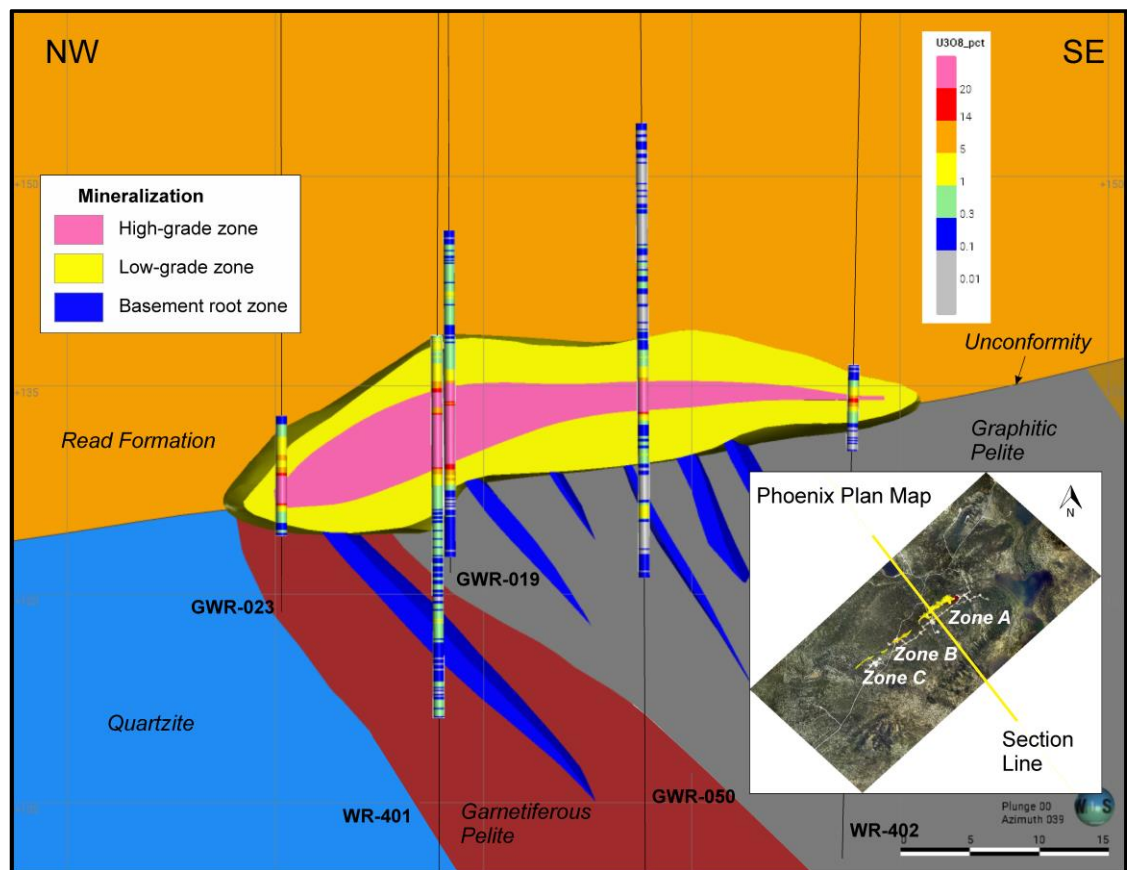 NW
SE
U3O8_pct
20
14
5
1
0.3
0.1
0.01
+150
+150
Mineralization
High-grade zone
Low-grade zone
Basement root zone
Unconformity
+135
Read Formation
Graphitic
Pelite
Phoenix Plan Map
N
GWR-019
GWR-023
Zone A
Zone B
Zone C
Quartzite
Section
Line
GWR-050
WR-401
Garnetiferous
Pelite
WR-402
Plunge 00
Azimuth 039
W S
0 5 10 15